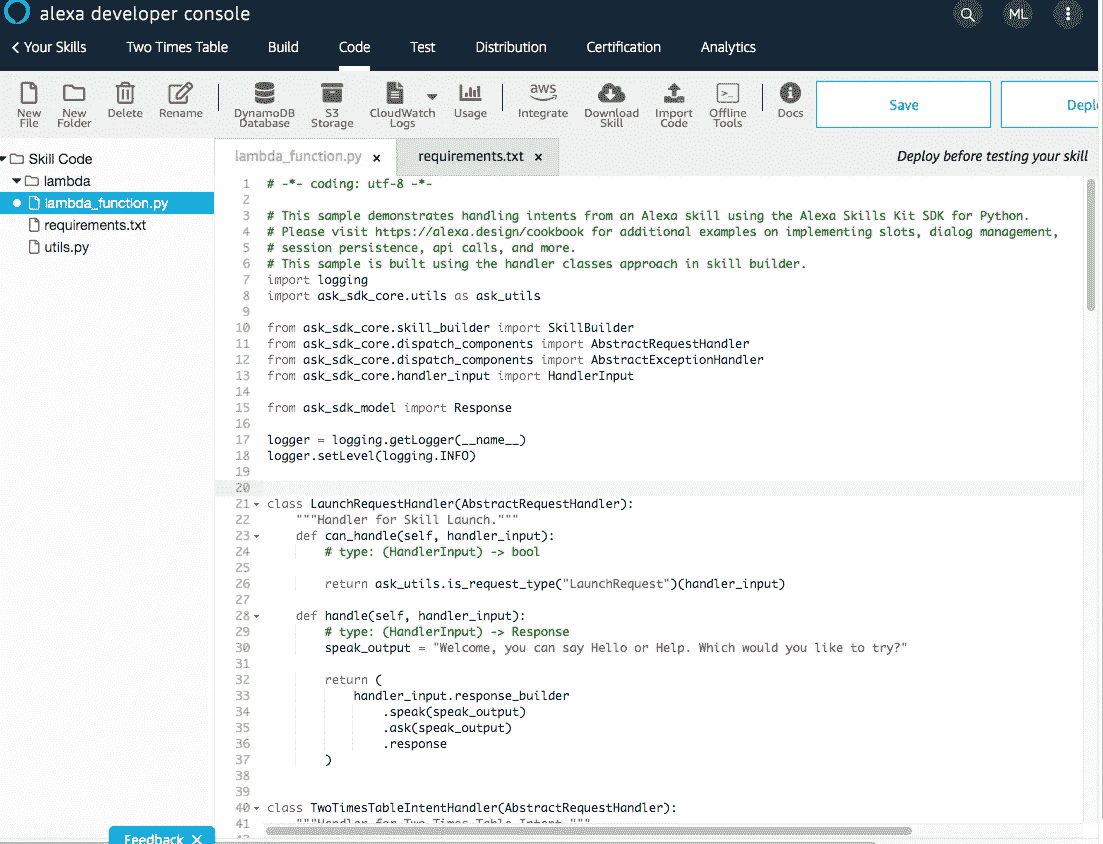 alexa developer console
ML
Your Skills Two Times Table Build Code Test Distribution Certification Analytics
New File
New Folder
Delete
Rename
DynamoDB Database
S3 Storage
CloudWatch Logs
Usage
aws
Integrate
Download Skill
Import Code
Offline Tools
Docs
Save
Deplo
Skill Code
lambda
lambda_function.py
requirements.txt
utils.py
lambda_function.py x requirements.txt x
Deploy before testing your skill
1 # -*- coding: utf-8 -*-
2
3 # This sample demonstrates handling intents from an Alexa skill using the Alexa Skills Kit SDK for Python.
4 # Please visit https://alexa.design/cookbook for additional examples on implementing slots, dialog management,
5 # session persistence, api calls, and more.
6 # This sample is built using the handler classes approach in skill builder.
7 import logging
8 import ask_sdk_core.utils as ask_utils
9
10 from ask_sdk_core.skill_builder import SkillBuilder
11 from ask_sdk_core.dispatch_components import AbstractRequestHandler
12 from ask_sdk_core.dispatch_components import AbstractExceptionHandler
13 from ask_sdk_core.handler_input import HandlerInput
14
15 from ask_sdk_model import Response
16
17 logger = logging.getLogger(__name__)
18 logger.setLevel(logging.INFO)
19
20
21 class LaunchRequestHandler(AbstractRequestHandler):
22 """Handler for Skill Launch."""
23 def can_handle(self, handler_input):
24 # type: (HandlerInput) -> bool
25
26 return ask_utils.is_request_type("LaunchRequest")(handler_input)
27
28 def handle(self, handler_input):
29 # type: (HandlerInput) -> Response
30 speak_output = "Welcome, you can say Hello or Help. Which would you like to try?"
31
32 return (
33 handler_input.response_builder
34 .speak(speak_output)
35 .ask(speak_output)
36 .response
37 )
38
39
40 class TwoTimesTableIntentHandler(AbstractRequestHandler):
41 """Handler for Two Times Table Intent."""
Feedback X